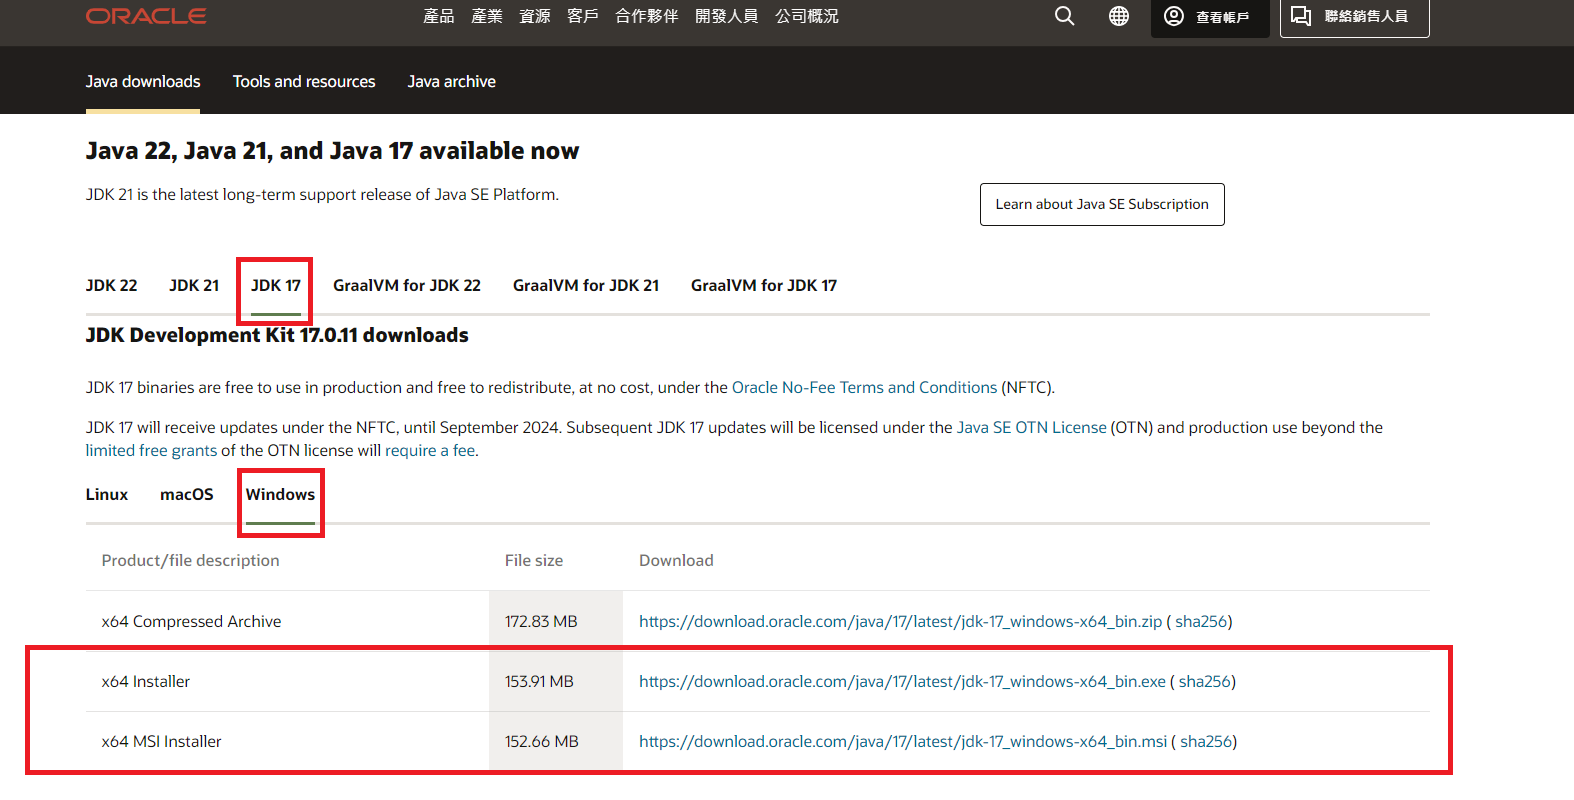 ORACLE 產品 產業 資源 客戶 合作夥伴 開發人員 公司概況 查看帳戶 聯絡銷售人員
Java downloads Tools and resources Java archive
Java 22, Java 21, and Java 17 available now
JDK 21 is the latest long-term support release of Java SE Platform.
Learn about Java SE Subscription
JDK 22 JDK 21 JDK 17 GraalVM for JDK 22 GraalVM for JDK 21 GraalVM for JDK 17
JDK Development Kit 17.0.11 downloads
JDK 17 binaries are free to use in production and free to redistribute, at no cost, under the Oracle No-Fee Terms and Conditions (NFTC).
JDK 17 will receive updates under the NFTC, until September 2024. Subsequent JDK 17 updates will be licensed under the Java SE OTN License (OTN) and production use beyond the
limited free grants of the OTN license will require a fee.
Linux macOS Windows
Product/file description File size Download
x64 Compressed Archive 172.83 MB https://download.oracle.com/java/17/latest/jdk-17_windows-x64_bin.zip ( sha256)
x64 Installer 153.91 MB https://download.oracle.com/java/17/latest/jdk-17_windows-x64_bin.exe ( sha256)
x64 MSI Installer 152.66 MB https://download.oracle.com/java/17/latest/jdk-17_windows-x64_bin.msi ( sha256)